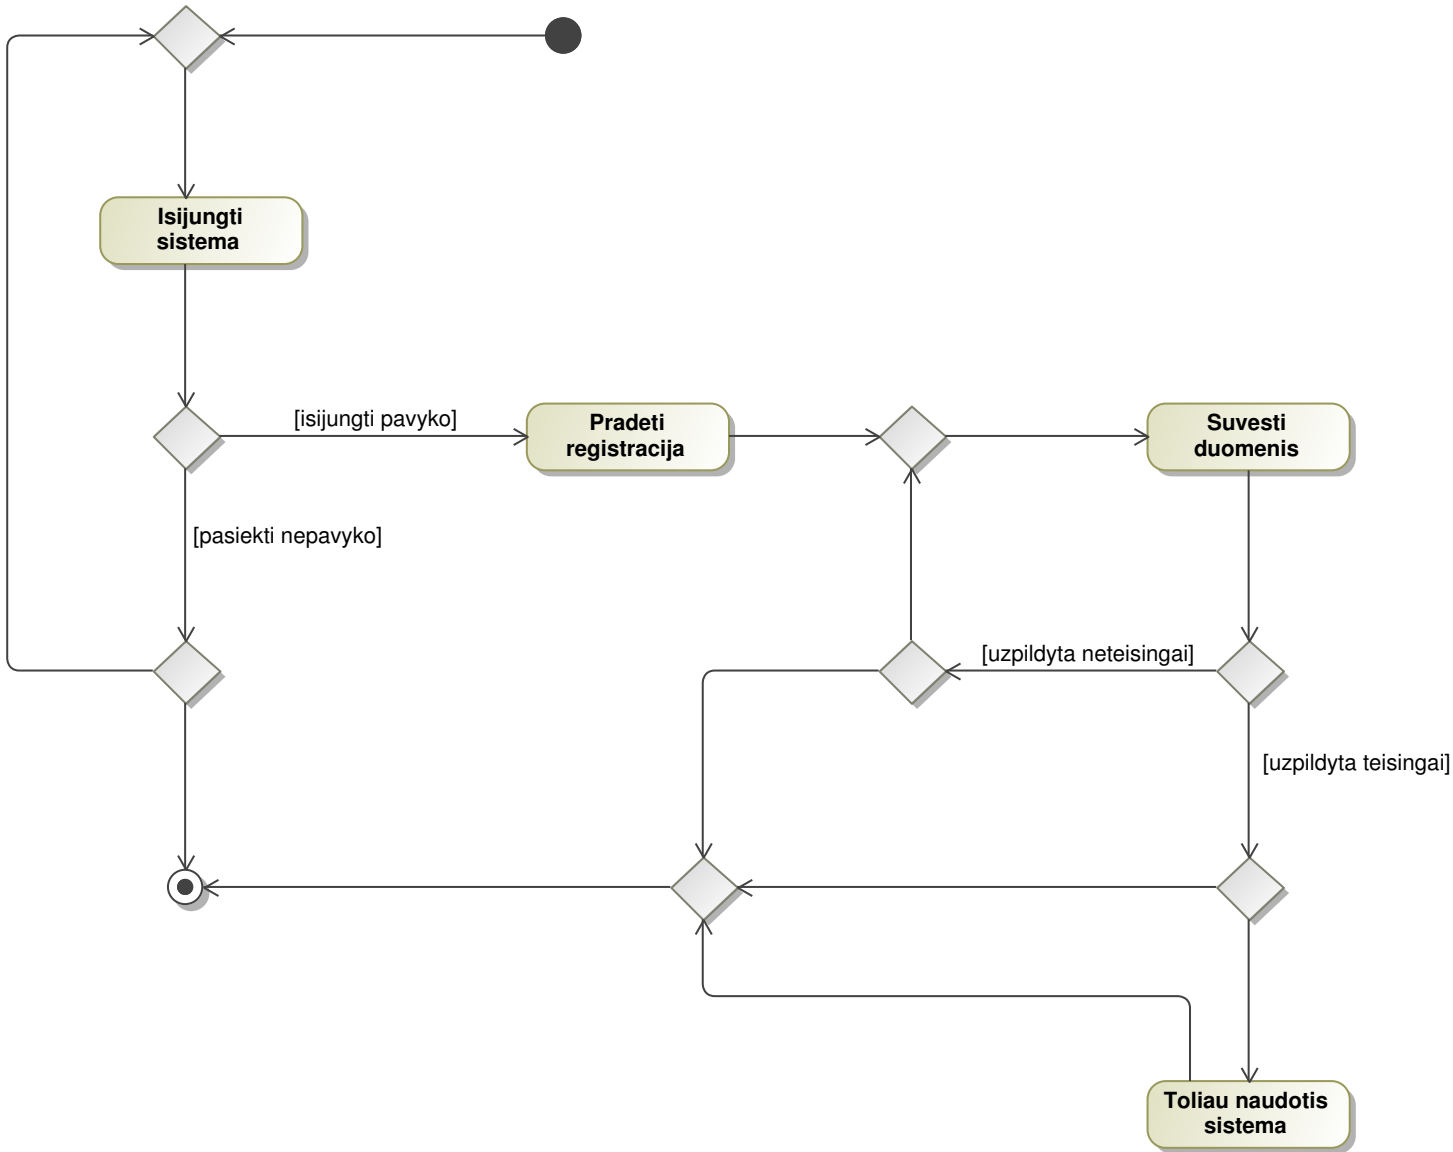 Isijungti
sistema
[isijungti pavyko]
Pradeti
registracija
Suvesti
duomenis
[pasiekti nepavyko]
[uzpildyta neteisingai]
[uzpildyta teisingai]
Toliau naudotis
sistema